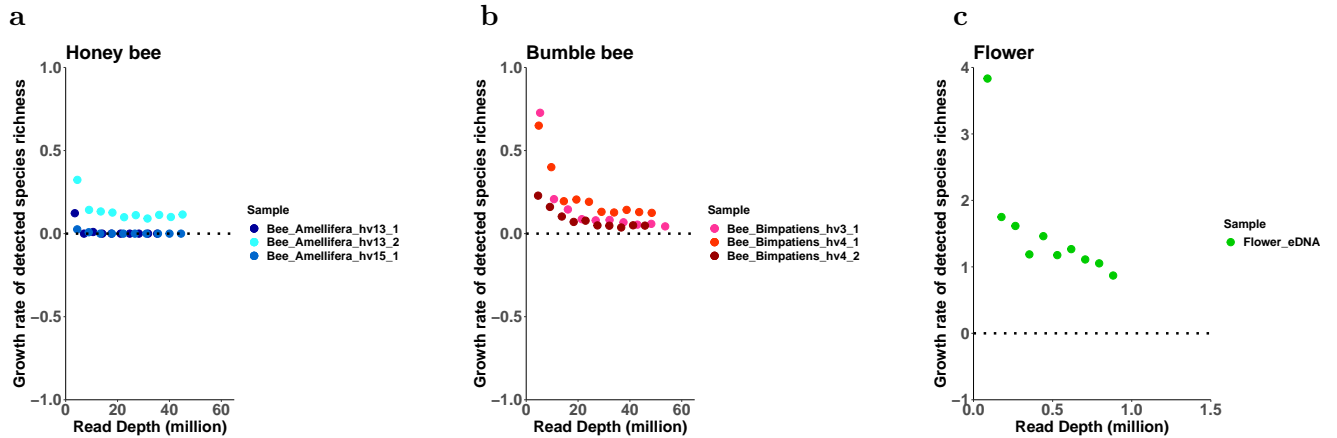 a
Honey bee
Growth rate of detected species richness
1.0
0.5
0.0
−0.5
−1.0
0
20
40
60
Read Depth (million)
Sample
Bee_Amellifera_hv13_1
Bee_Amellifera_hv13_2
Bee_Amellifera_hv15_1
b
Bumble bee
Growth rate of detected species richness
1.0
0.5
0.0
−0.5
−1.0
0
20
40
60
Read Depth (million)
Sample
Bee_Bimpatiens_hv3_1
Bee_Bimpatiens_hv4_1
Bee_Bimpatiens_hv4_2
c
Flower
Growth rate of detected species richness
4
3
2
1
0
−1
0.0
0.5
1.0
1.5
Read Depth (million)
Sample
Flower_eDNA